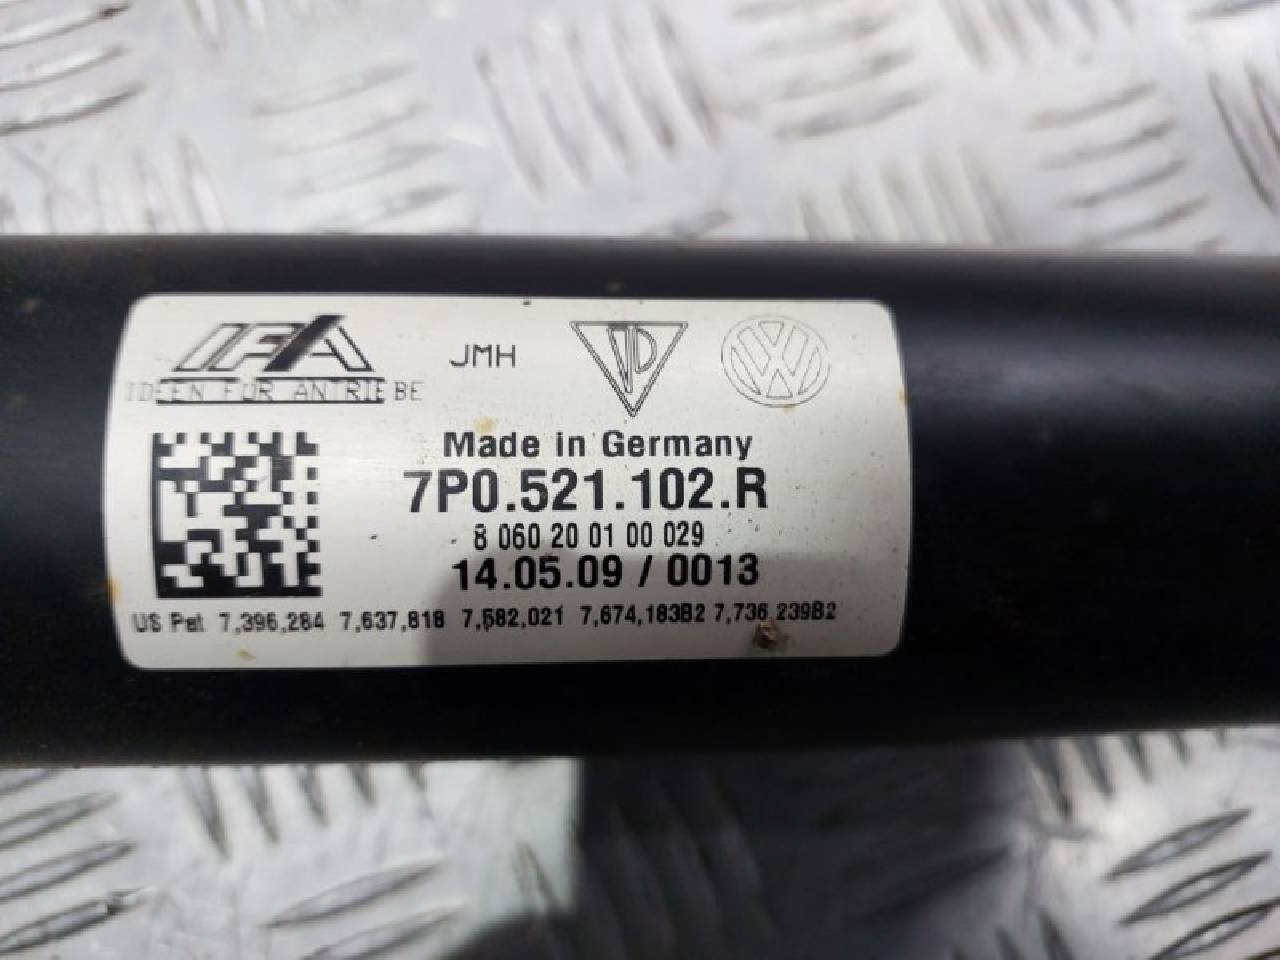 IFA
IDEEN FÜR ANTRIEBE
JMH
VW
Made in Germany
7P0.521.102.R
8 060 20 01 00 029
14.05.09 / 0013
US Pat 7,396,284 7,637,818 7,582,021 7,674,183B2 7,736,239B2